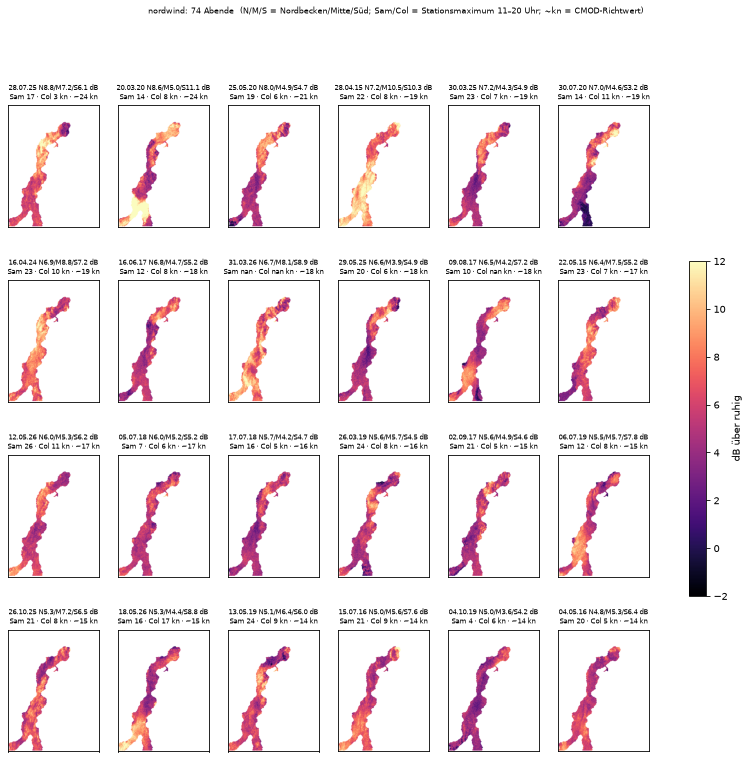 nordwind: 74 Abende  (N/M/S = Nordbecken/Mitte/Süd; Sam/Col = Stationsmaximum 11–20 Uhr; ~kn = CMOD-Richtwert)
28.07.25 N8.8/M7.2/S6.1 dB
Sam 17 · Col 3 kn · ~24 kn
20.03.20 N8.6/M5.0/S11.1 dB
Sam 14 · Col 8 kn · ~24 kn
25.05.20 N8.0/M4.9/S4.7 dB
Sam 19 · Col 6 kn · ~21 kn
28.04.15 N7.2/M10.5/S10.3 dB
Sam 22 · Col 8 kn · ~19 kn
30.03.25 N7.2/M4.3/S4.9 dB
Sam 23 · Col 7 kn · ~19 kn
30.07.20 N7.0/M4.6/S3.2 dB
Sam 14 · Col 11 kn · ~19 kn
16.04.24 N6.9/M8.8/S7.2 dB
Sam 23 · Col 10 kn · ~19 kn
16.06.17 N6.8/M4.7/S5.2 dB
Sam 12 · Col 8 kn · ~18 kn
31.03.26 N6.7/M8.1/S8.9 dB
Sam nan · Col nan kn · ~18 kn
29.05.25 N6.6/M3.9/S4.9 dB
Sam 20 · Col 6 kn · ~18 kn
09.08.17 N6.5/M4.2/S7.2 dB
Sam 10 · Col nan kn · ~18 kn
22.05.15 N6.4/M7.5/S5.2 dB
Sam 23 · Col 7 kn · ~17 kn
12.05.26 N6.0/M5.3/S6.2 dB
Sam 26 · Col 11 kn · ~17 kn
05.07.18 N6.0/M5.2/S5.2 dB
Sam 7 · Col 6 kn · ~17 kn
17.07.18 N5.7/M4.2/S4.7 dB
Sam 16 · Col 5 kn · ~16 kn
26.03.19 N5.6/M5.7/S4.5 dB
Sam 24 · Col 8 kn · ~16 kn
02.09.17 N5.6/M4.9/S4.6 dB
Sam 21 · Col 5 kn · ~15 kn
06.07.19 N5.5/M5.7/S7.8 dB
Sam 12 · Col 8 kn · ~15 kn
26.10.25 N5.3/M7.2/S6.5 dB
Sam 21 · Col 8 kn · ~15 kn
18.05.26 N5.3/M4.4/S8.8 dB
Sam 16 · Col 17 kn · ~15 kn
13.05.19 N5.1/M6.4/S6.0 dB
Sam 24 · Col 9 kn · ~14 kn
15.07.16 N5.0/M5.6/S7.6 dB
Sam 21 · Col 9 kn · ~14 kn
04.10.19 N5.0/M3.6/S4.2 dB
Sam 4 · Col 6 kn · ~14 kn
04.05.16 N4.8/M5.3/S6.4 dB
Sam 20 · Col 5 kn · ~14 kn
12
10
8
6
4
2
0
−2
dB über ruhig